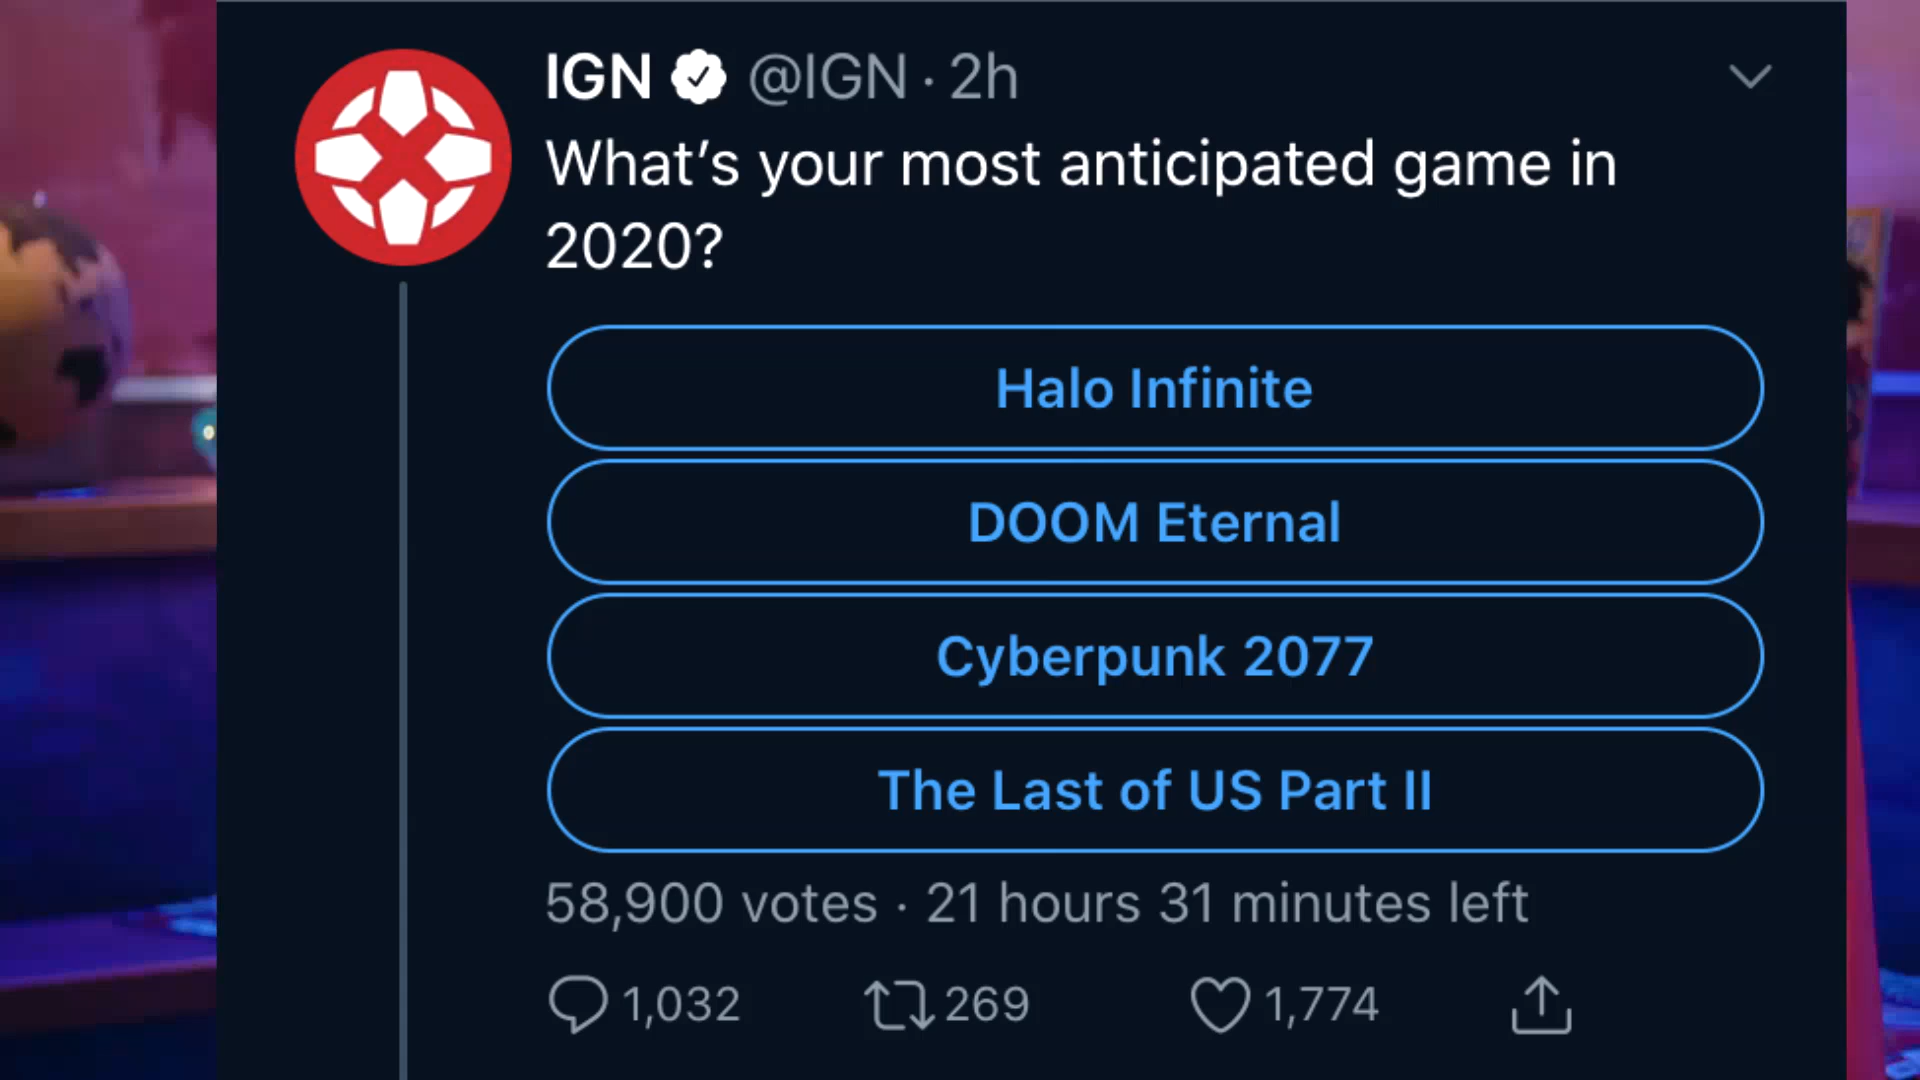 IGN @IGN · 2h
What’s your most anticipated game in
2020?
Halo Infinite
DOOM Eternal
Cyberpunk 2077
The Last of US Part II
58,900 votes · 21 hours 31 minutes left
1,032 269 1,774